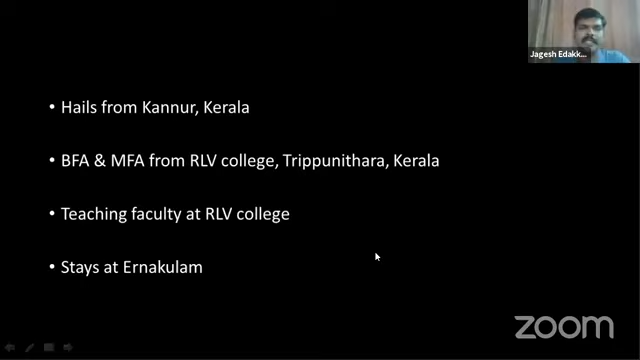 Jagesh Edakk...
• Hails from Kannur, Kerala
• BFA & MFA from RLV college, Trippunithara, Kerala
• Teaching faculty at RLV college
• Stays at Ernakulam
zoom